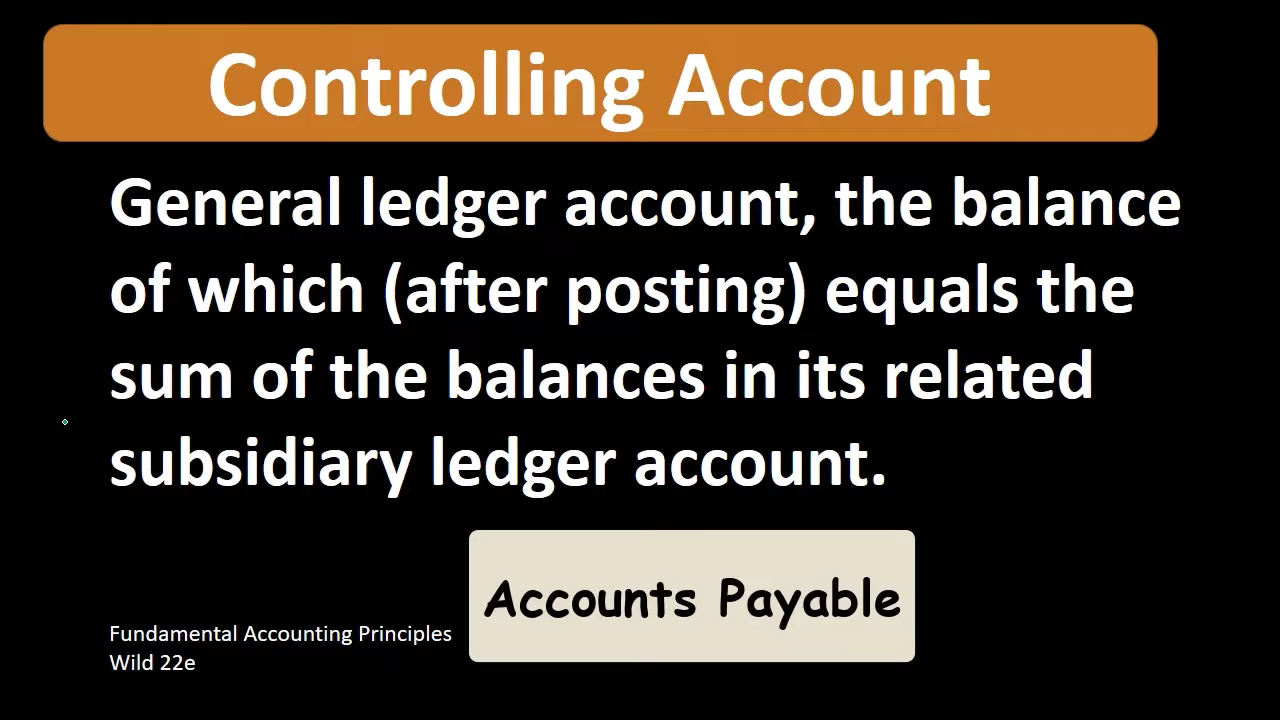 Controlling Account
General ledger account, the balance
of which (after posting) equals the
sum of the balances in its related
subsidiary ledger account.
Accounts Payable
Fundamental Accounting Principles
Wild 22e